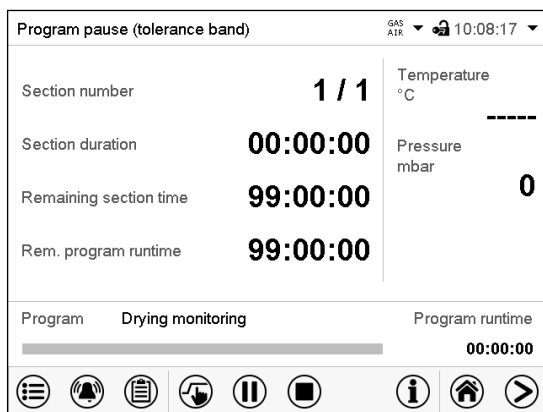 Program pause (tolerance band)
GAS
AIR
10:08:17
Section number 1 / 1
Section duration 00:00:00
Remaining section time 99:00:00
Rem. program runtime 99:00:00
Temperature
°C
-----
Pressure
mbar
0
Program Drying monitoring
Program runtime
00:00:00